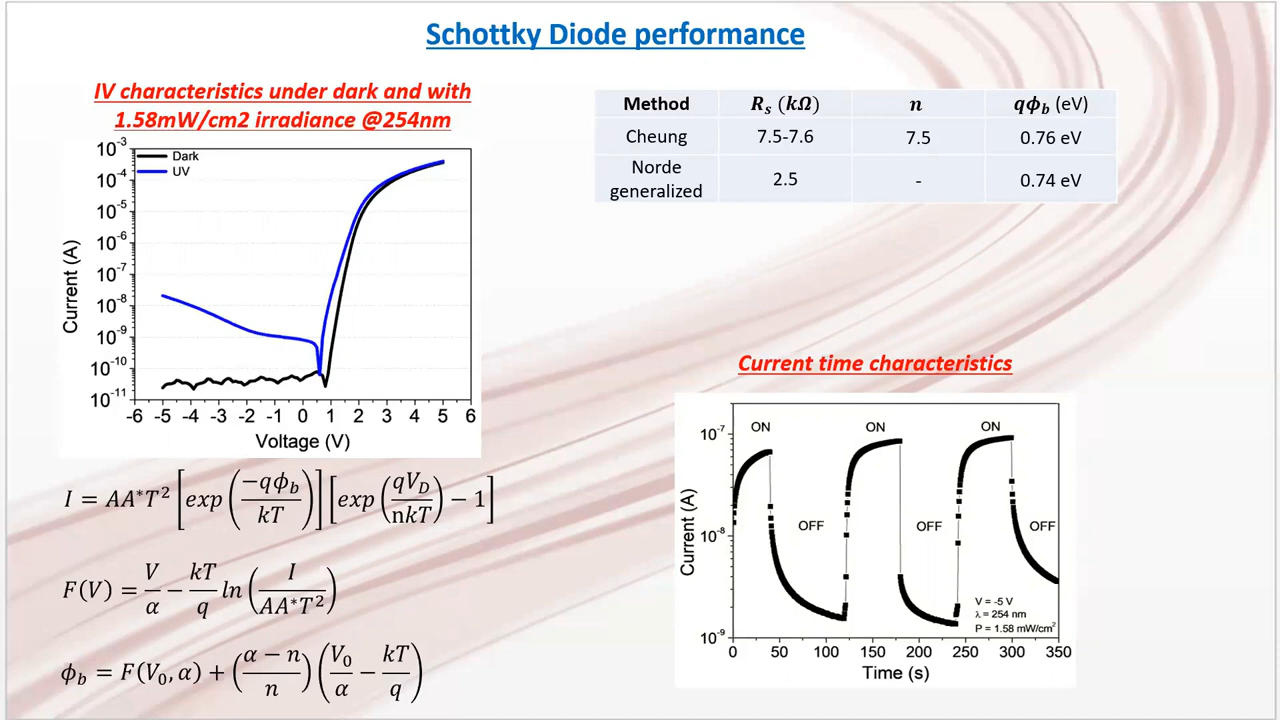 Schottky Diode performance
IV characteristics under dark and with
1.58mW/cm2 irradiance @254nm
10⁻³
10⁻⁴
10⁻⁵
10⁻⁶
10⁻⁷
10⁻⁸
10⁻⁹
10⁻¹⁰
10⁻¹¹
Dark
UV
Current (A)
-6 -5 -4 -3 -2 -1 0 1 2 3 4 5 6
Voltage (V)
I = AA*T² [exp(−qϕ_b / kT)] [exp(qV_D / nkT) − 1]
F(V) = V/α − kT/q ln(I / AA*T²)
ϕ_b = F(V₀, α) + ((α − n)/n) (V₀/α − kT/q)
Method R_s (kΩ) n qϕ_b (eV)
Cheung 7.5-7.6 7.5 0.76 eV
Norde
generalized 2.5 - 0.74 eV
Current time characteristics
10⁻⁷
10⁻⁸
10⁻⁹
Current (A)
ON ON ON
OFF OFF OFF
V = -5 V
λ = 254 nm
P = 1.58 mW/cm²
0 50 100 150 200 250 300 350
Time (s)